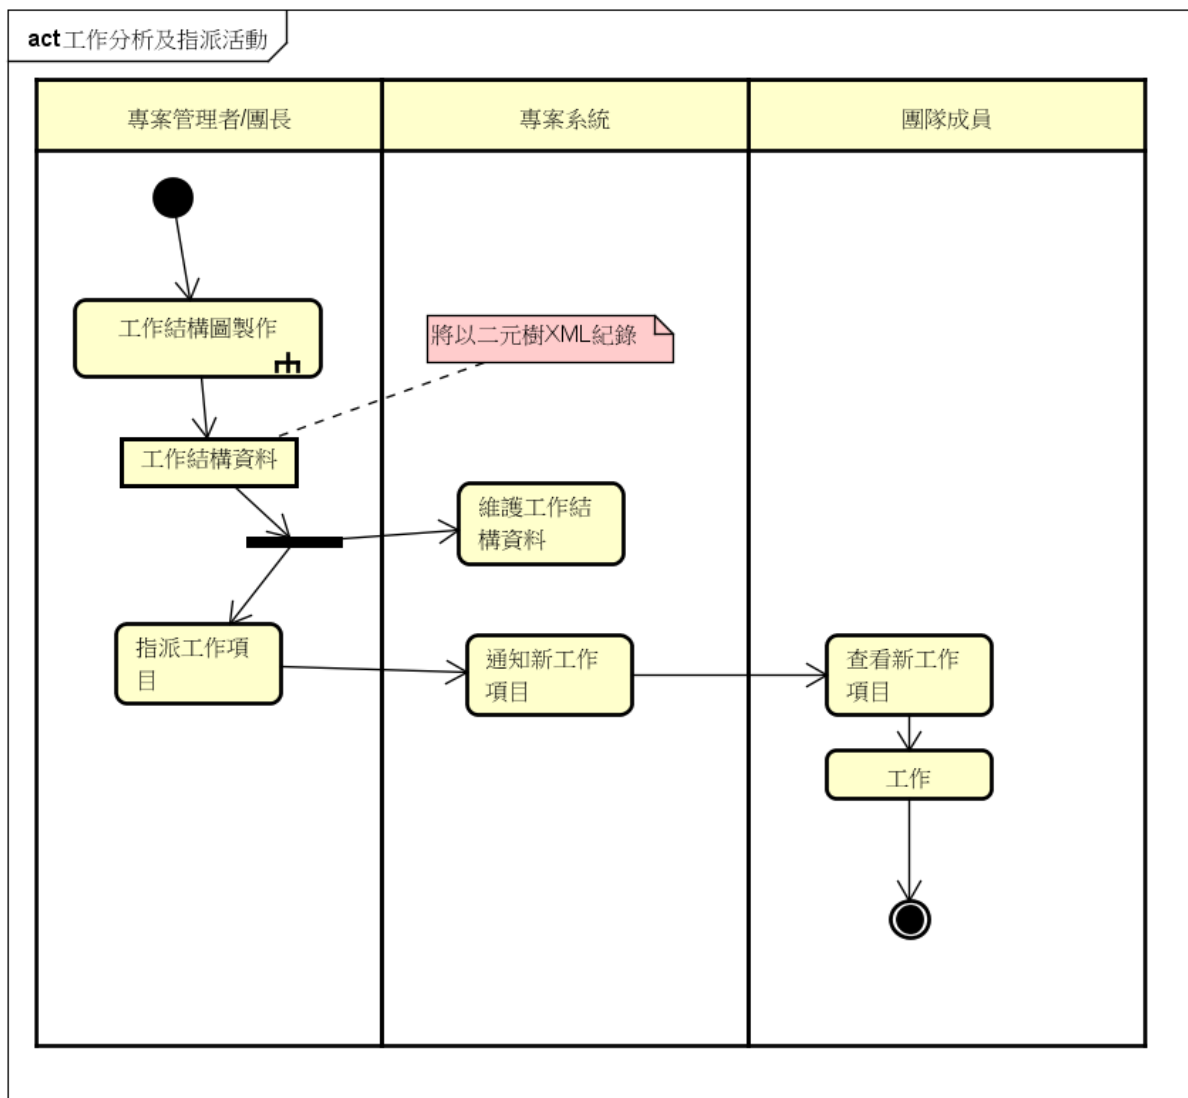 act 工作分析及指派活動
專案管理者/團長
專案系統
團隊成員
工作結構圖製作
將以二元樹XML紀錄
工作結構資料
維護工作結
構資料
指派工作項
目
通知新工作
項目
查看新工作
項目
工作